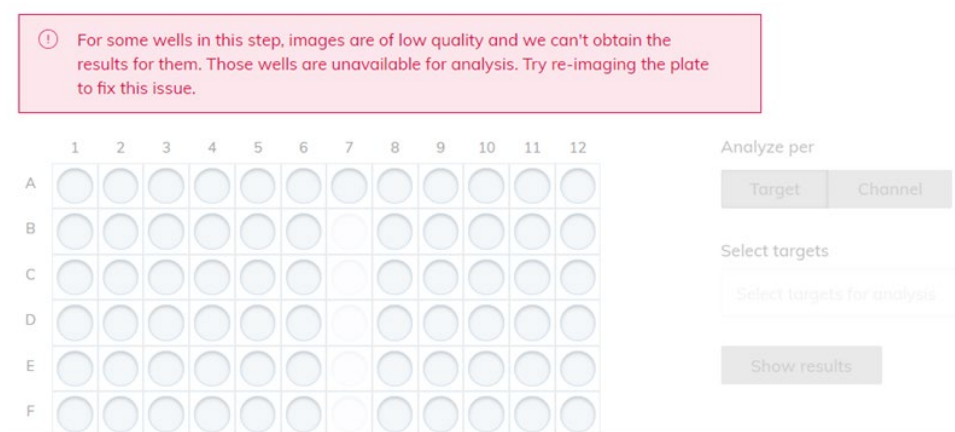 For some wells in this step, images are of low quality and we can't obtain the
results for them. Those wells are unavailable for analysis. Try re-imaging the plate
to fix this issue.
1 2 3 4 5 6 7 8 9 10 11 12
Analyze per
A
Target Channel
B
Select targets
C
Select targets for analysis
D
E
Show results
F